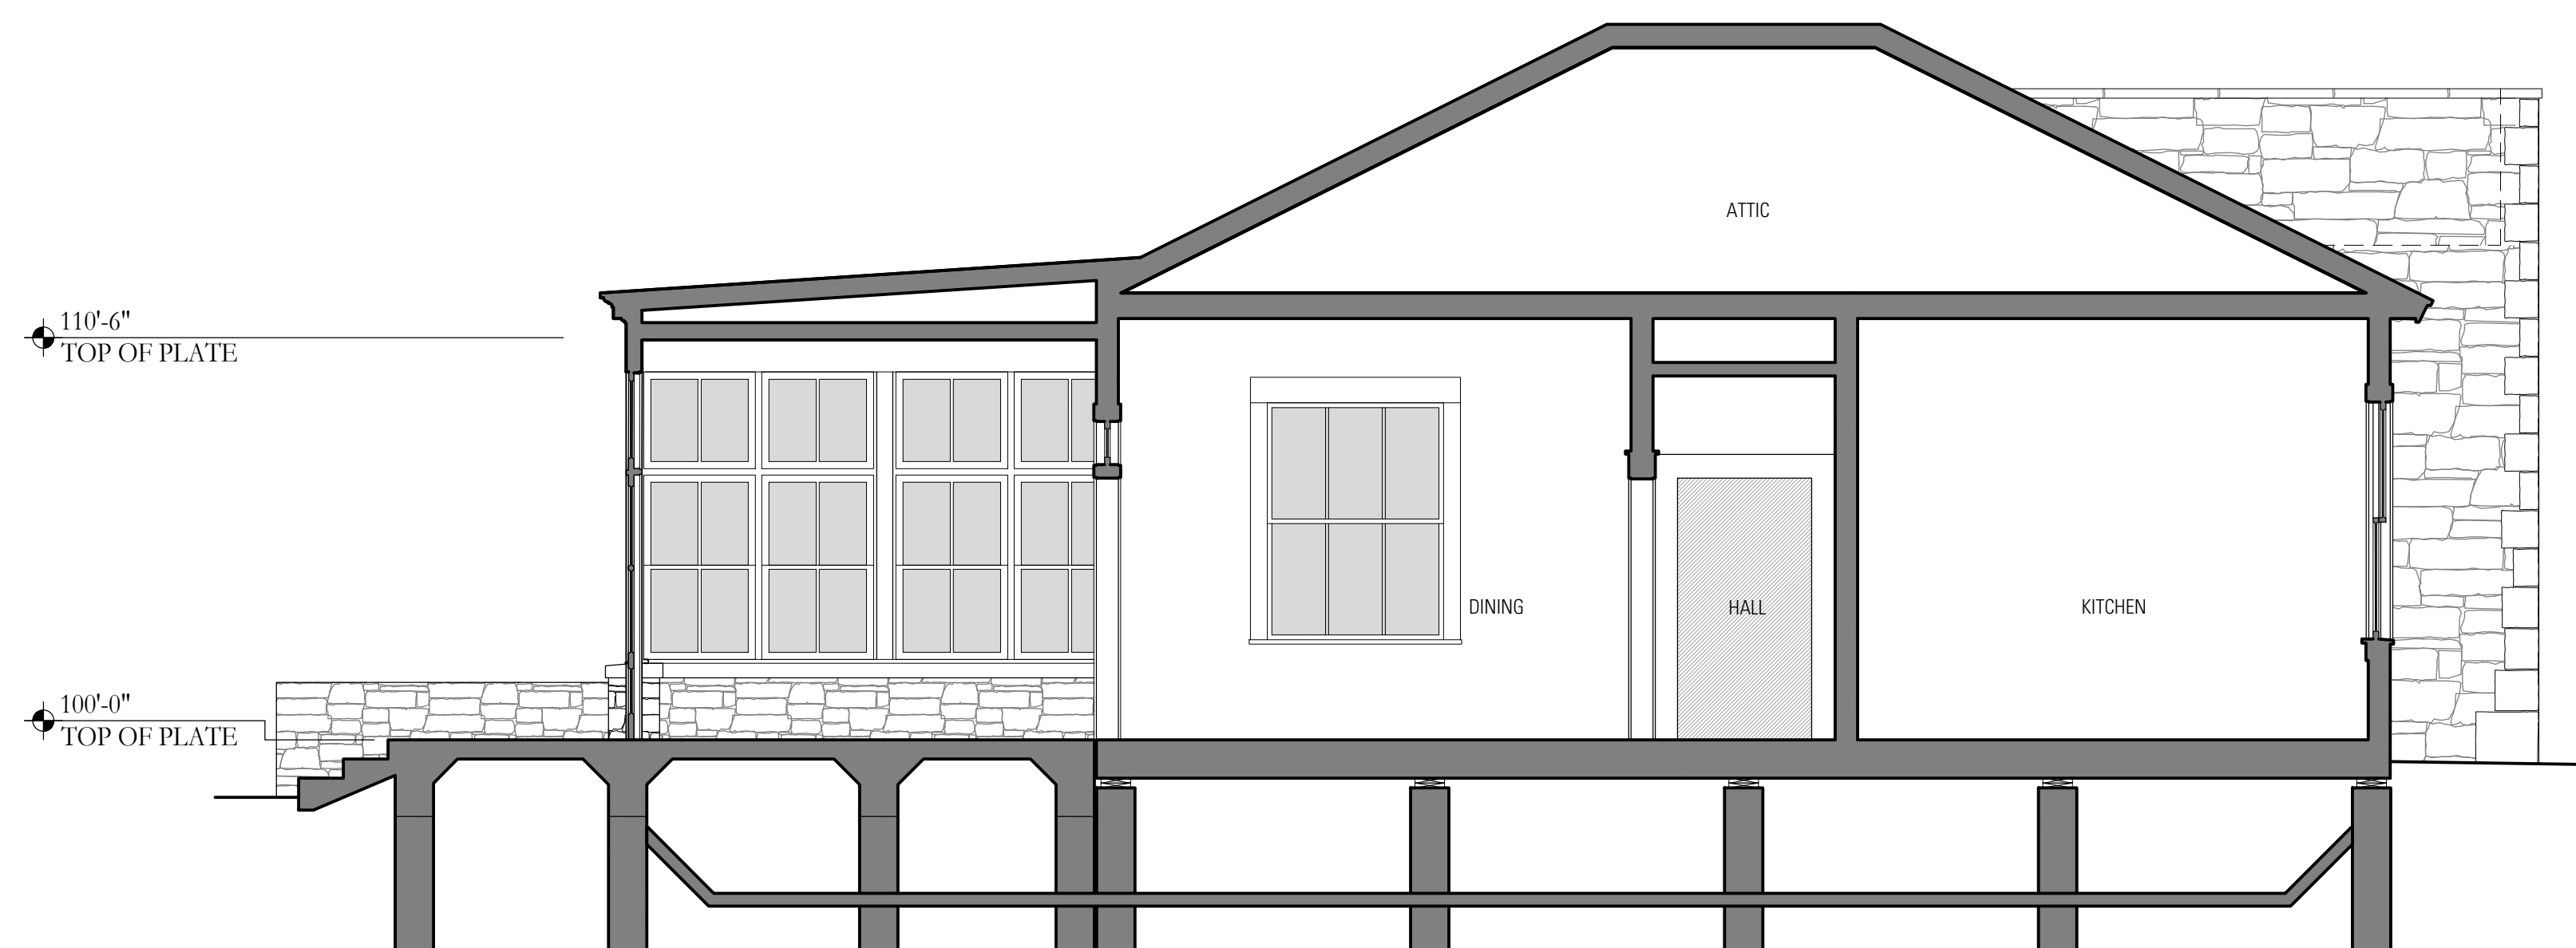 ATTIC
110'-6"
TOP OF PLATE
DINING
HALL
KITCHEN
100'-0"
TOP OF PLATE